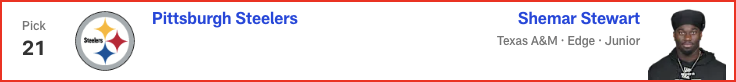 Pick
21
Steelers
Pittsburgh Steelers
Shemar Stewart
Texas A&M · Edge · Junior